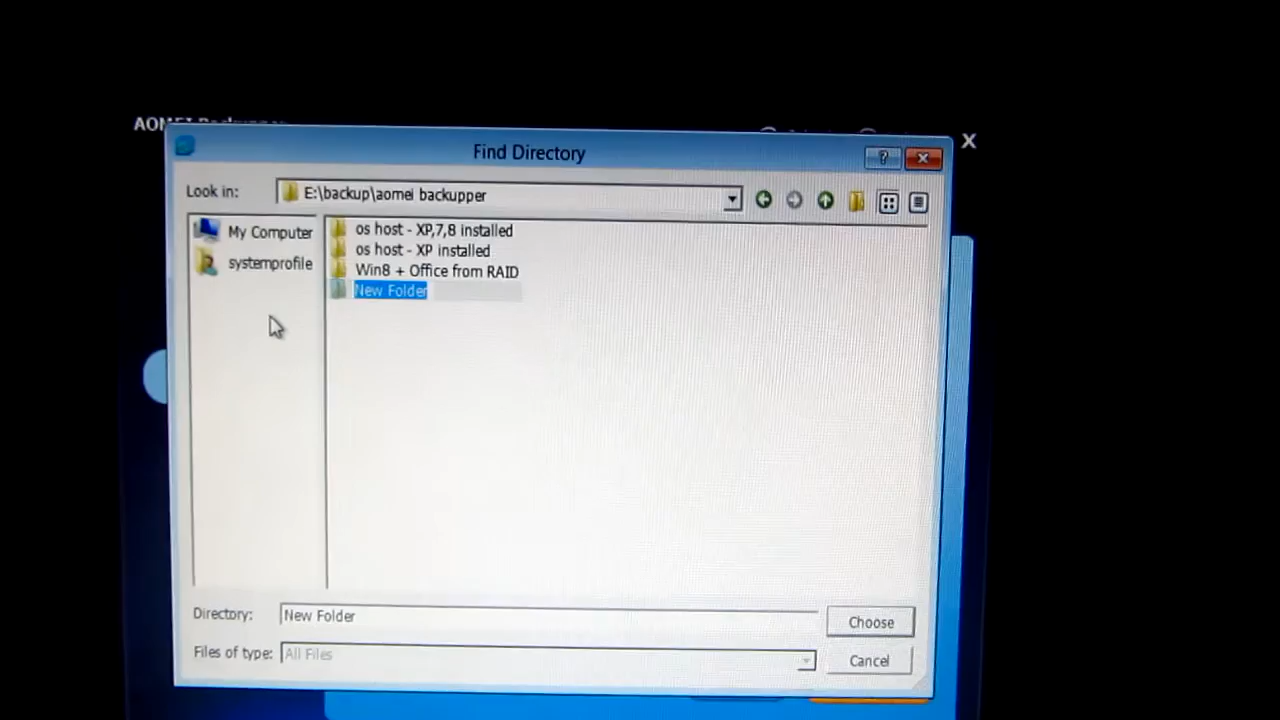 Find Directory
?
X
Look in:
E:\backup\aomei backupper
My Computer
systemprofile
os host - XP,7,8 installed
os host - XP installed
Win8 + Office from RAID
New Folder
Directory:
New Folder
Choose
Files of type:
All Files
Cancel